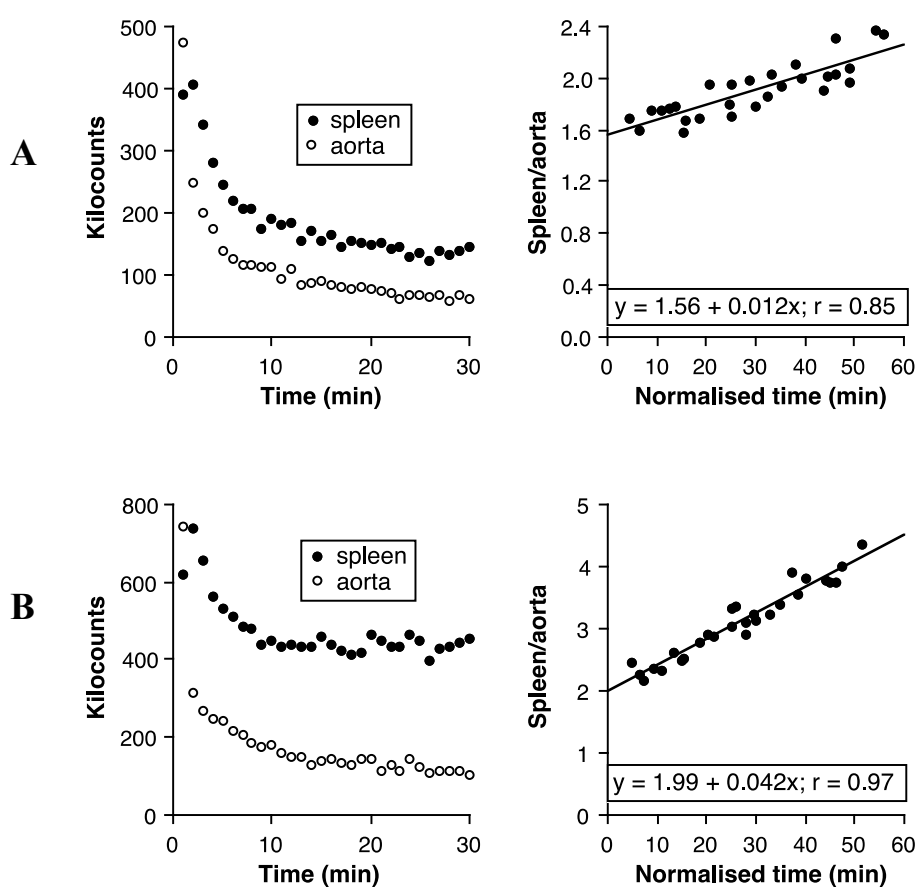 A
500
400
300
200
100
0
Kilocounts
spleen
aorta
0 10 20 30
Time (min)
2.4
2.0
1.6
1.2
0.8
0.4
0.0
Spleen/aorta
y = 1.56 + 0.012x; r = 0.85
0 10 20 30 40 50 60
Normalised time (min)
B
800
600
400
200
0
Kilocounts
spleen
aorta
0 10 20 30
Time (min)
5
4
3
2
1
0
Spleen/aorta
y = 1.99 + 0.042x; r = 0.97
0 10 20 30 40 50 60
Normalised time (min)